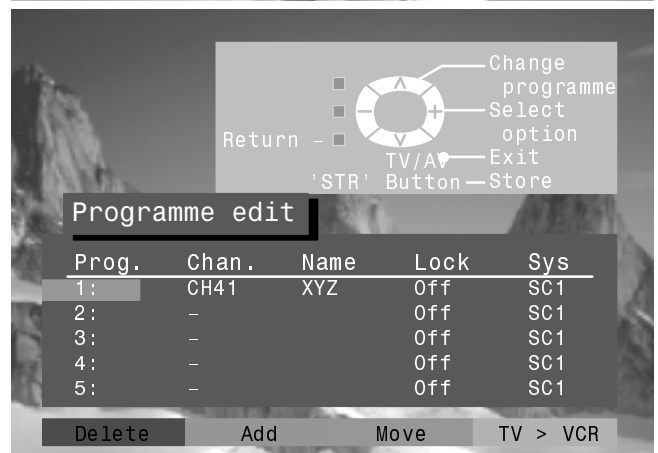 Change
programme
Select
option
Return –
TV/AV
Exit
'STR' Button
Store
Programme edit
Prog. Chan. Name Lock Sys
1: CH41 XYZ Off SC1
2: – Off SC1
3: – Off SC1
4: – Off SC1
5: – Off SC1
Delete Add Move TV > VCR